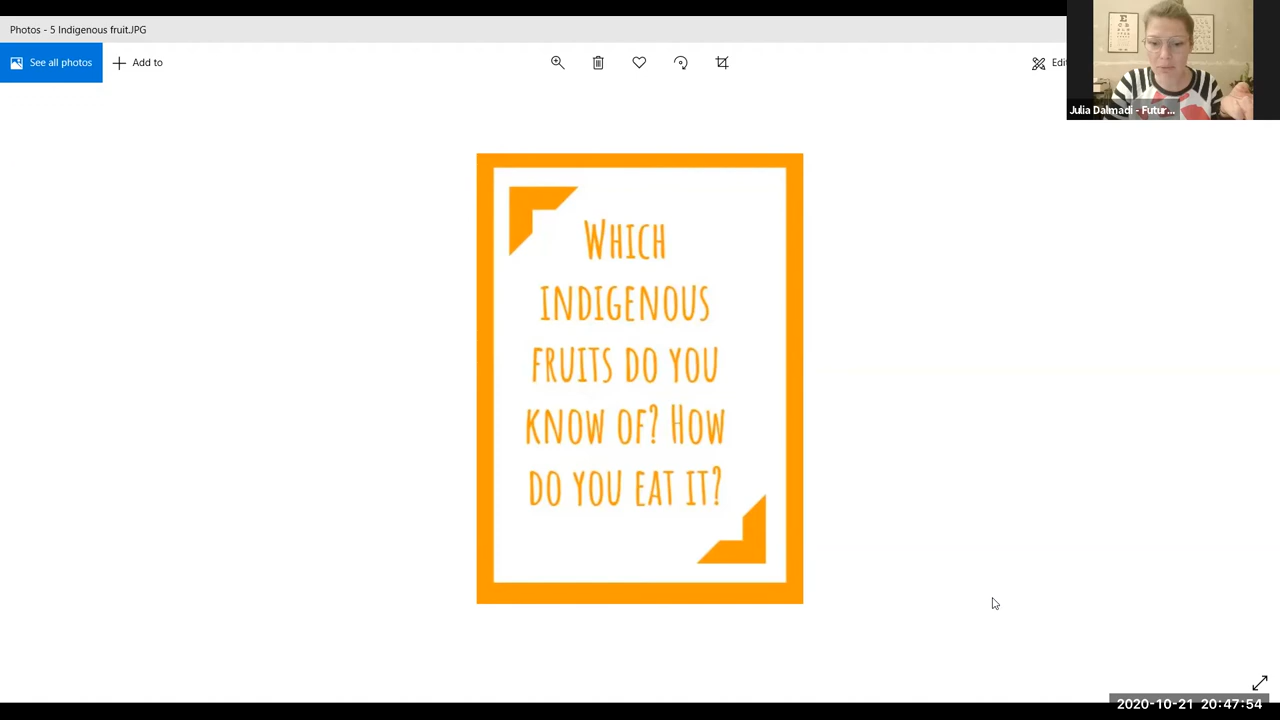 Photos - 5 Indigenous fruit.JPG
See all photos
Add to
Edit
Julia Dalmadi - Futur...
WHICH
INDIGENOUS
FRUITS DO YOU
KNOW OF? HOW
DO YOU EAT IT?
2020-10-21 20:47:54